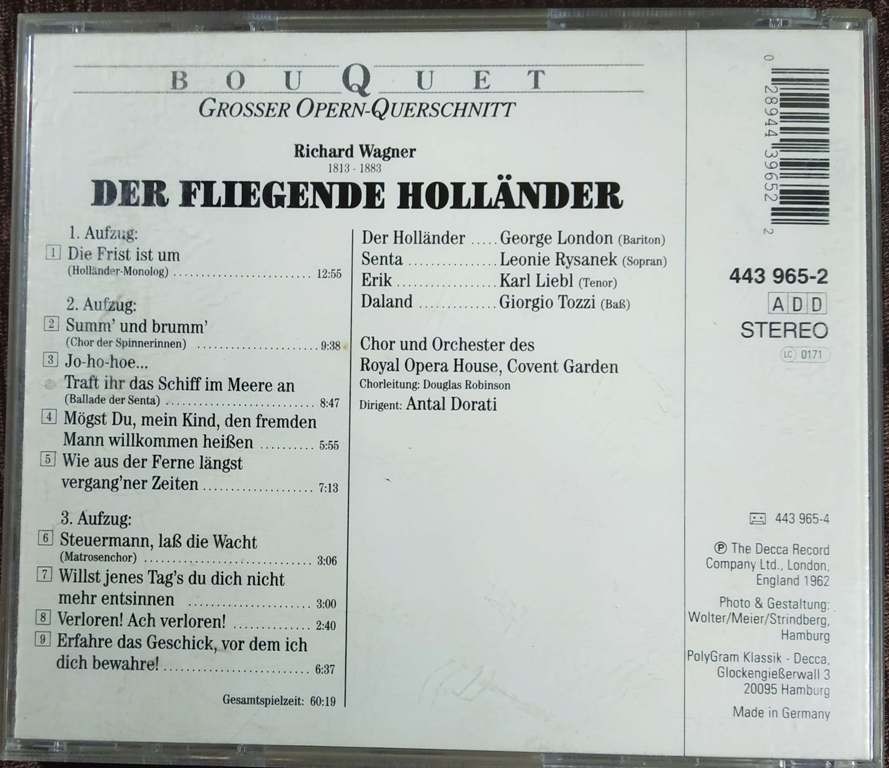 BOUQUET
GROSSER OPERN-QUERSCHNITT
Richard Wagner
1813 - 1883
DER FLIEGENDE HOLLÄNDER
1. Aufzug:
1 Die Frist ist um
(Holländer-Monolog) .......................... 12:55
2. Aufzug:
2 Summ' und brumm'
(Chor der Spinnerinnen) ........................ 9:38
3 Jo-ho-hoe...
Traft ihr das Schiff im Meere an
(Ballade der Senta) .............................. 8:47
4 Mögst Du, mein Kind, den fremden
Mann willkommen heißen .......... 5:55
5 Wie aus der Ferne längst
vergang'ner Zeiten ..................... 7:13
3. Aufzug:
6 Steuermann, laß die Wacht
(Matrosenchor) ................................ 3:06
7 Willst jenes Tag's du dich nicht
mehr entsinnen ....................... 3:00
8 Verloren! Ach verloren! ............... 2:40
9 Erfahre das Geschick, vor dem ich
dich bewahre! ............................ 6:37
Gesamtspielzeit: 60:19
Der Holländer ..... George London (Bariton)
Senta ................ Leonie Rysanek (Sopran)
Erik ................... Karl Liebl (Tenor)
Daland .............. Giorgio Tozzi (Baß)
Chor und Orchester des
Royal Opera House, Covent Garden
Chorleitung: Douglas Robinson
Dirigent: Antal Dorati
0 28944 39652 2
443 965-2
ADD
STEREO
LC 0171
443 965-4
℗ The Decca Record
Company Ltd., London,
England 1962
Photo & Gestaltung:
Wolter/Meier/Strindberg,
Hamburg
PolyGram Klassik - Decca,
Glockengießerwall 3
20095 Hamburg
Made in Germany